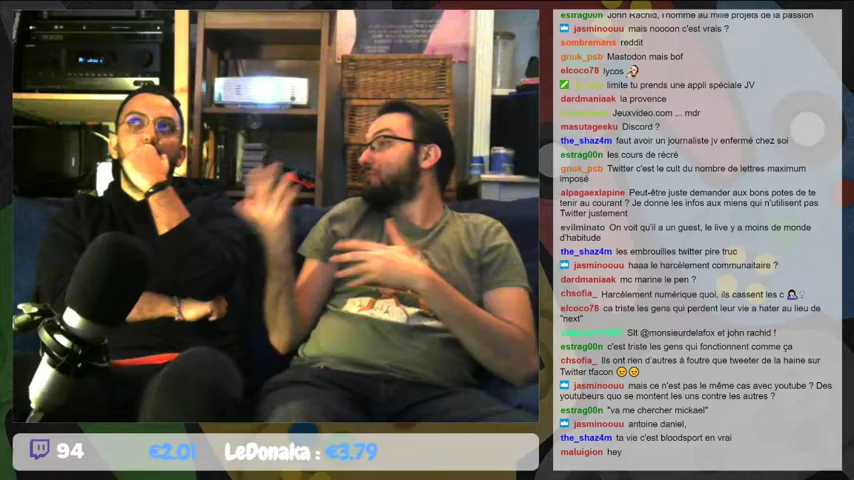 estrag00n John Rachid, l'homme au mille projets de la passion
jasminoouu mais nooooon c'est vrais ?
sombremans reddit
gnuk_psb Mastodon mais bof
elcoco78 lycos
limite tu prends une appli spéciale JV
dardmaniaak la provence
Jeuxvideo.com ... mdr
masutageeku Discord ?
the_shaz4m faut avoir un journaliste jv enfermé chez soi
estrag00n les cours de récré
gnuk_psb Twitter c'est le cult du nombre de lettres maximum
imposé
alpagaexlapine Peut-être juste demander aux bons potes de te
tenir au courant ? Je donne les infos aux miens qui n'utilisent pas
Twitter justement
evilminato On voit qu'il a un guest, le live y a moins de monde
d'habitude
the_shaz4m les embrouilles twitter pire truc
jasminoouu haaa le harcèlement communaitaire ?
dardmaniaak mc marine le pen ?
chsofia_ Harcèlement numérique quoi, ils cassent les c
elcoco78 ca triste les gens qui perdent leur vie a hater au lieu de
"next"
Slt @monsieurdelafox et john rachid !
estrag00n c'est triste les gens qui fonctionnent comme ça
chsofia_ Ils ont rien d'autres à foutre que tweeter de la haine sur
Twitter tfacon
jasminoouu mais ce n'est pas le même cas avec youtube ? Des
youtubeurs quo se montent les uns contre les autres ?
estrag00n "va me chercher mickael"
jasminoouu antoine daniel,
the_shaz4m ta vie c'est bloodsport en vrai
maluigion hey
94 €2.01 LeDonaka : €3.79